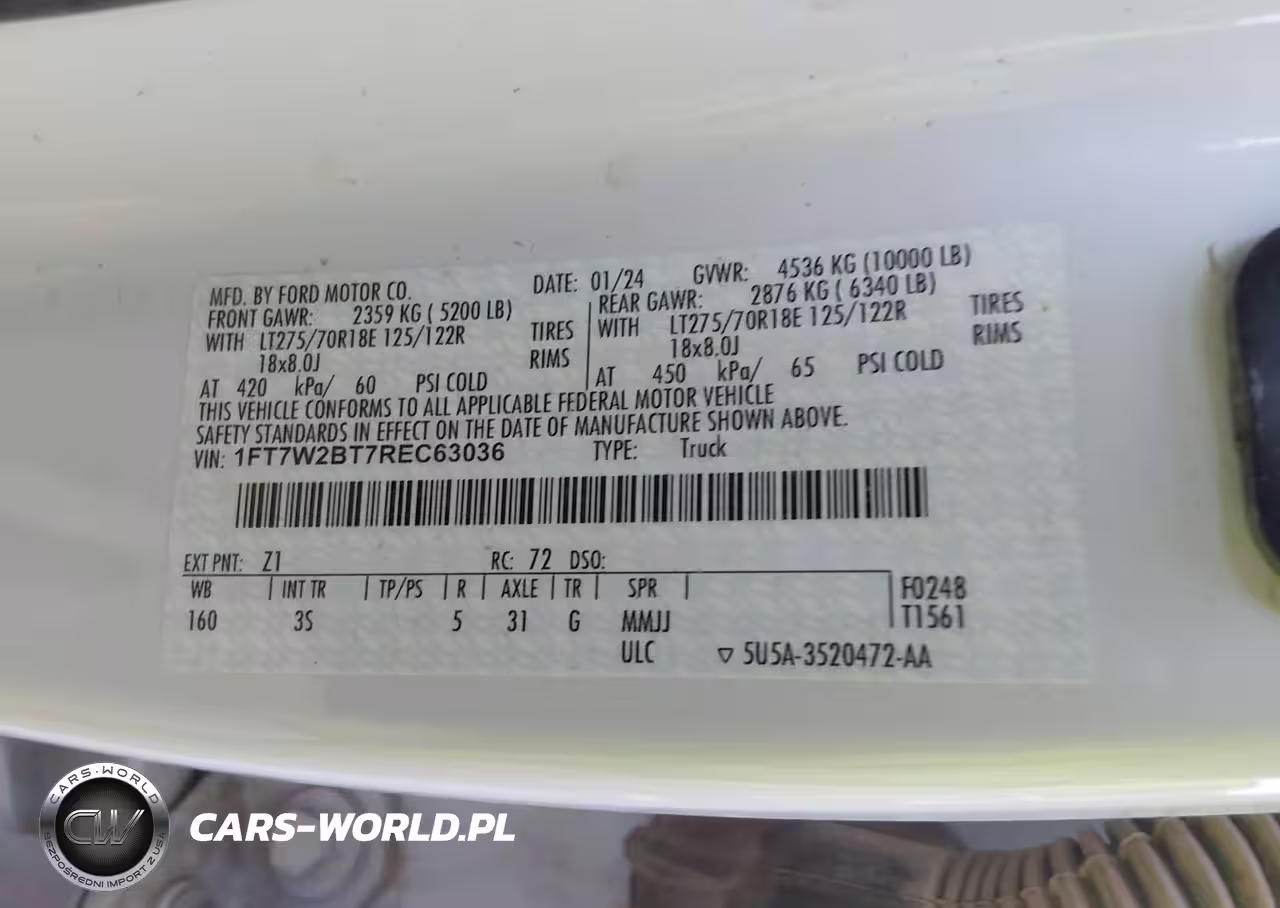 MFD. BY FORD MOTOR CO. DATE: 01/24 GVWR: 4536 KG (10000 LB)
FRONT GAWR: 2359 KG ( 5200 LB) REAR GAWR: 2876 KG ( 6340 LB)
WITH LT275/70R18E 125/122R TIRES WITH LT275/70R18E 125/122R TIRES
18x8.0J RIMS 18x8.0J RIMS
AT 420 kPa/ 60 PSI COLD AT 450 kPa/ 65 PSI COLD
THIS VEHICLE CONFORMS TO ALL APPLICABLE FEDERAL MOTOR VEHICLE
SAFETY STANDARDS IN EFFECT ON THE DATE OF MANUFACTURE SHOWN ABOVE.
VIN: 1FT7W2BT7REC63036 TYPE: Truck
EXT PNT: Z1 RC: 72 DSO:
WB INT TR TP/PS R AXLE TR SPR F0248
160 3S 5 31 G MMJJ T1561
ULC ▽ 5U5A-3520472-AA
CARS-WORLD
CW
BEZPOŚREDNI IMPORT Z USA
CARS-WORLD.PL